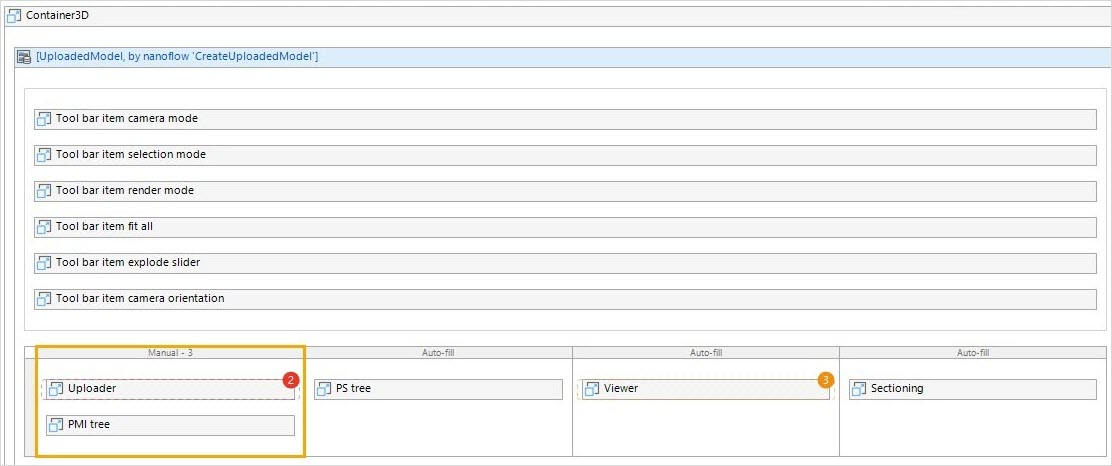 Container3D
[UploadedModel, by nanoflow 'CreateUploadedModel']
Tool bar item camera mode
Tool bar item selection mode
Tool bar item render mode
Tool bar item fit all
Tool bar item explode slider
Tool bar item camera orientation
Manual - 3 Auto-fill Auto-fill Auto-fill
Uploader 2 PS tree Viewer 3 Sectioning
PMI tree